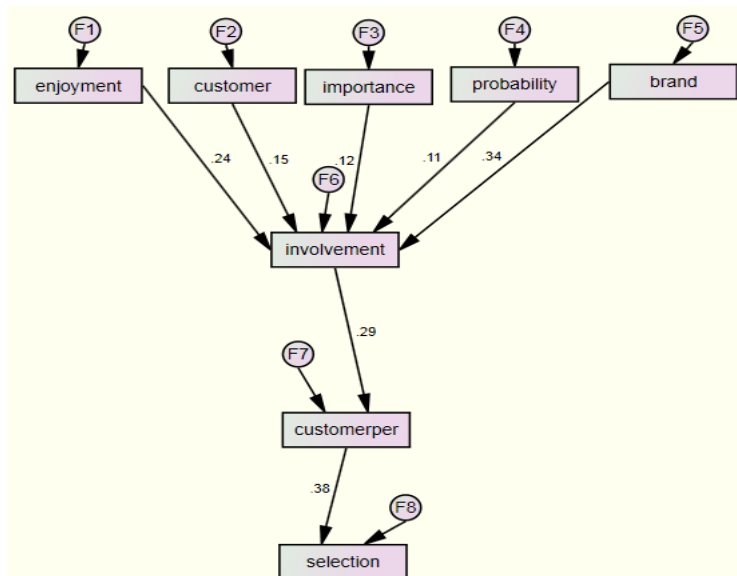 F1
F2
F3
F4
F5
enjoyment
customer
importance
probability
brand
.24
.15
.12
.11
.34
F6
involvement
.29
F7
customerper
.38
F8
selection